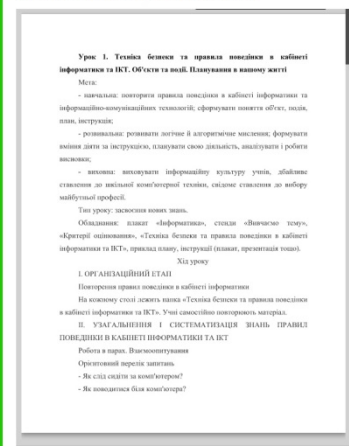 Урок 1. Техніка безпеки та правила поведінки в кабінеті
інформатики та ІКТ. Об'єкти та події. Планування в нашому житті
Мета:
- навчальна: повторити правила поведінки в кабінеті інформатики та
інформаційно-комунікаційних технологій; сформувати поняття об'єкт, подія,
план, інструкція;
- розвивальна: розвивати логічне й алгоритмічне мислення; формувати
вміння діяти за інструкцією, планувати свою діяльність, аналізувати і робити
висновки;
- виховна: виховувати інформаційну культуру учнів, дбайливе
ставлення до шкільної комп'ютерної техніки, свідоме ставлення до вибору
майбутньої професії.
Тип уроку: засвоєння нових знань.
Обладнання: плакат «Інформатика», стенди «Вивчаємо тему»,
«Критерії оцінювання», «Техніка безпеки та правила поведінки в кабінеті
інформатики та ІКТ», приклад плану, інструкції (плакат, презентація тощо).
Хід уроку
І. ОРГАНІЗАЦІЙНИЙ ЕТАП
Повторення правил поведінки в кабінеті інформатики
На кожному столі лежить папка «Техніка безпеки та правила поведінки
в кабінеті інформатики та ІКТ». Учні самостійно повторюють матеріал.
ІІ. УЗАГАЛЬНЕННЯ І СИСТЕМАТИЗАЦІЯ ЗНАНЬ ПРАВИЛ
ПОВЕДІНКИ В КАБІНЕТІ ІНФОРМАТИКИ ТА ІКТ
Робота в парах. Взаємоопитування
Орієнтовний перелік запитань
- Як слід сидіти за комп'ютером?
- Як поводитися біля комп'ютера?